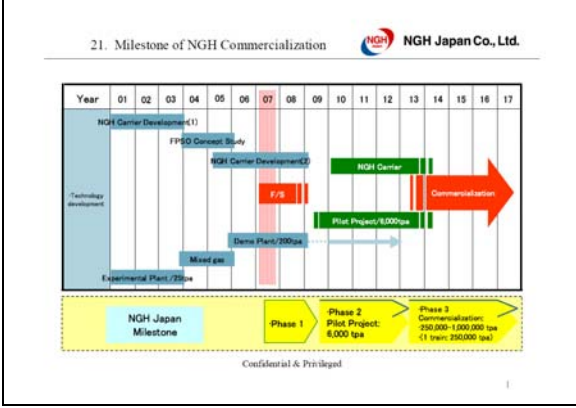 21. Milestone of NGH Commercialization
NGH
NGH Japan Co., Ltd.
Year 01 02 03 04 05 06 07 08 09 10 11 12 13 14 15 16 17
NGH Carrier Development(1)
FPSO Concept Study
NGH Carrier Development(2)
NGH Carrier
·Technology
development
F/S
Commercialization
Pilot Project/6,000tpa
Demo Plant/200tpa
Mixed gas
Experimental Plant /25tpa
NGH Japan
Milestone
·Phase 1
·Phase 2
Pilot Project:
6,000 tpa
·Phase 3
Commercialization:
·250,000-1,000,000 tpa
·(1 train: 250,000 tpa)
Confidential & Privileged
1